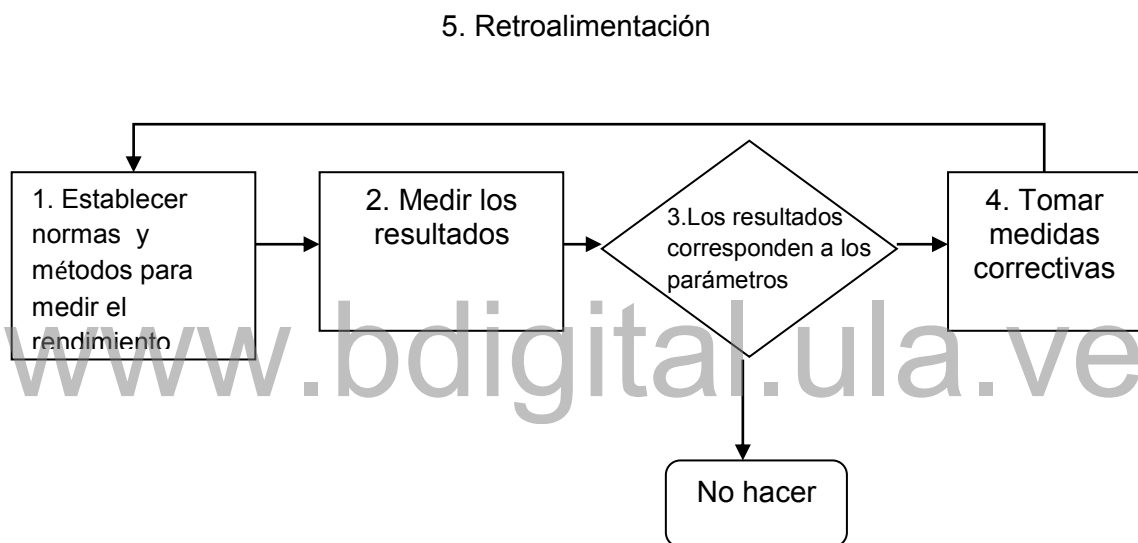 5. Retroalimentación
1. Establecer
normas y
métodos para
medir el
rendimiento
2. Medir los
resultados
3.Los resultados
corresponden a los
parámetros
4. Tomar
medidas
correctivas
www.bdigital.ula.ve
No hacer